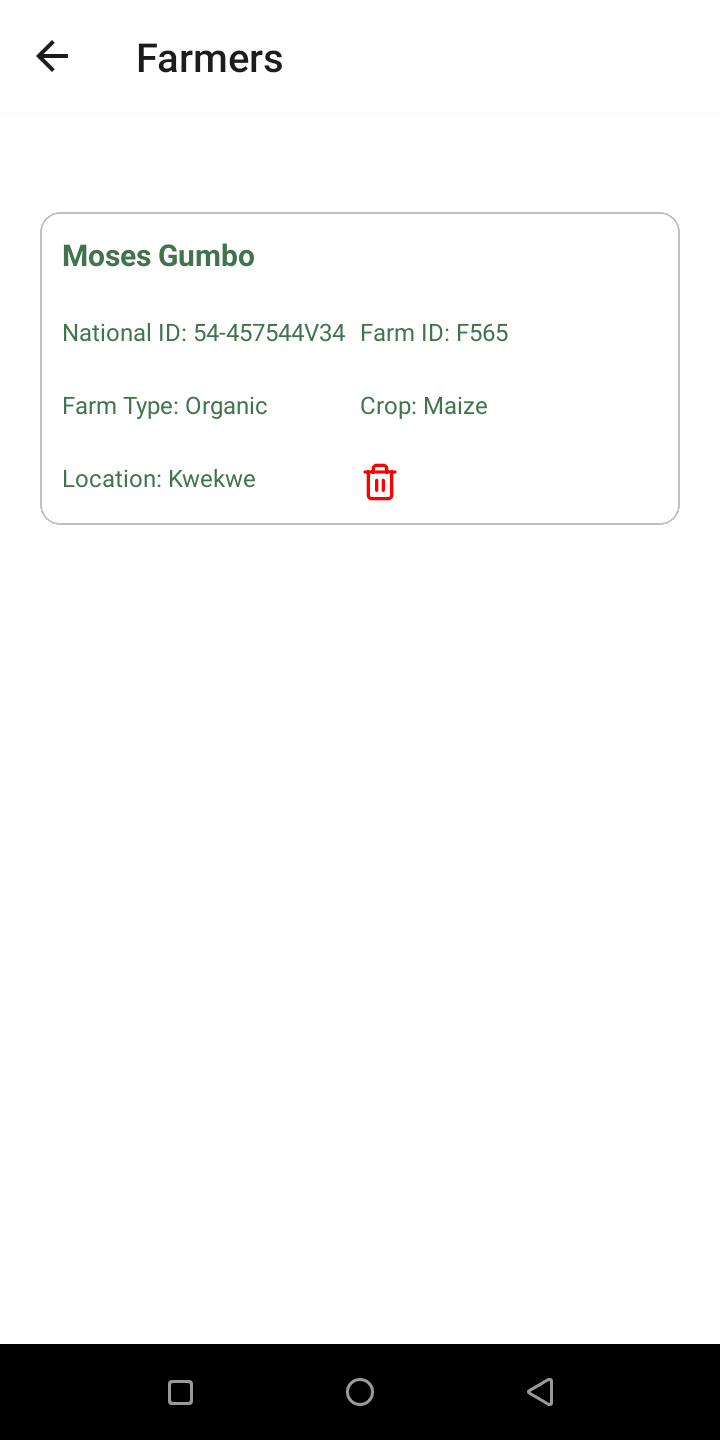 Farmers
Moses Gumbo
National ID: 54-457544V34 Farm ID: F565
Farm Type: Organic Crop: Maize
Location: Kwekwe